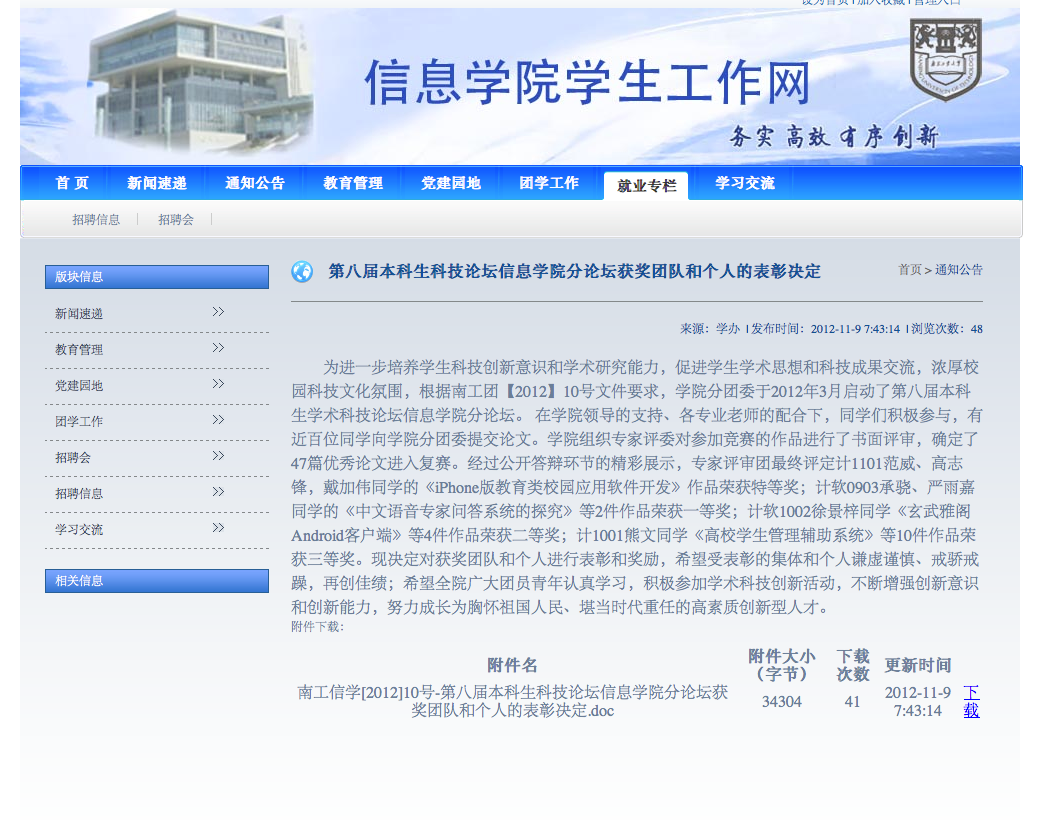 设为首页 | 加入收藏 | 管理入口
信息学院学生工作网
务实 高效 有序 创新
首 页 新闻速递 通知公告 教育管理 党建园地 团学工作 就业专栏 学习交流
招聘信息 招聘会
版块信息
新闻速递 >>
教育管理 >>
党建园地 >>
团学工作 >>
招聘会 >>
招聘信息 >>
学习交流 >>
相关信息
第八届本科生科技论坛信息学院分论坛获奖团队和个人的表彰决定
首页 > 通知公告
来源：学办 | 发布时间：2012-11-9 7:43:14 | 浏览次数：48
为进一步培养学生科技创新意识和学术研究能力，促进学生学术思想和科技成果交流，浓厚校
园科技文化氛围，根据南工团【2012】10号文件要求，学院分团委于2012年3月启动了第八届本科
生学术科技论坛信息学院分论坛。 在学院领导的支持、各专业老师的配合下，同学们积极参与，有
近百位同学向学院分团委提交论文。学院组织专家评委对参加竞赛的作品进行了书面评审，确定了
47篇优秀论文进入复赛。经过公开答辩环节的精彩展示，专家评审团最终评定计1101范威、高志
锋，戴加伟同学的《iPhone版教育类校园应用软件开发》作品荣获特等奖；计软0903承骁、严雨嘉
同学的《中文语音专家问答系统的探究》等2件作品荣获一等奖；计软1002徐景梓同学《玄武雅阁
Android客户端》等4件作品荣获二等奖；计1001熊文同学《高校学生管理辅助系统》等10件作品荣
获三等奖。现决定对获奖团队和个人进行表彰和奖励，希望受表彰的集体和个人谦虚谨慎、戒骄戒
躁，再创佳绩；希望全院广大团员青年认真学习，积极参加学术科技创新活动，不断增强创新意识
和创新能力，努力成长为胸怀祖国人民、堪当时代重任的高素质创新型人才。
附件下载：
附件名 附件大小（字节） 下载次数 更新时间
南工信学[2012]10号-第八届本科生科技论坛信息学院分论坛获
奖团队和个人的表彰决定.doc
34304 41 2012-11-9 7:43:14 下载